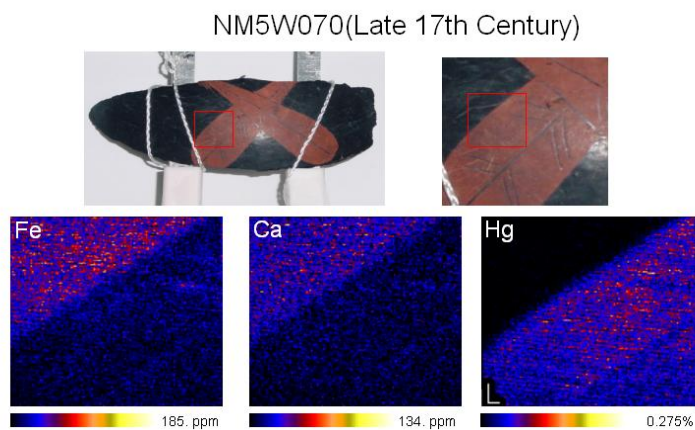 NM5W070(Late 17th Century)
Fe
Ca
Hg
L
185. ppm
134. ppm
0.275%